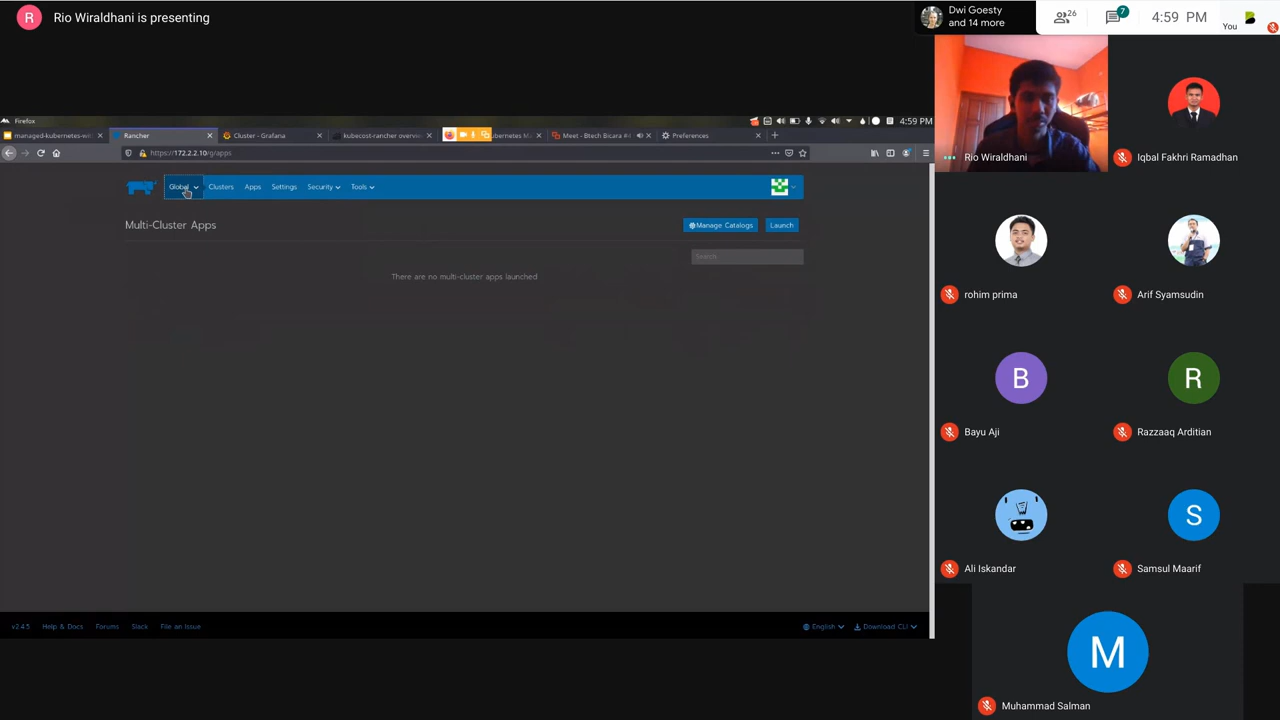 R Rio Wiraldhani is presenting
Dwi Goesty
and 14 more
26
7
4:59 PM
You
Firefox
4:59 PM
managed-kubernetes-wi
Rancher
Cluster - Grafana
kubecost-rancher overvie
ubernetes M
Meet - Btech Bicara #4
Preferences
https://172.2.2.10/g/apps
Global
Clusters
Apps
Settings
Security
Tools
Multi-Cluster Apps
Manage Catalogs
Launch
Search
There are no multi-cluster apps launched
v2.4.5
Help & Docs
Forums
Slack
File an Issue
English
Download CLI
Rio Wiraldhani
Iqbal Fakhri Ramadhan
rohim prima
Arif Syamsudin
B
R
Bayu Aji
Razzaaq Arditian
S
Ali Iskandar
Samsul Maarif
M
Muhammad Salman